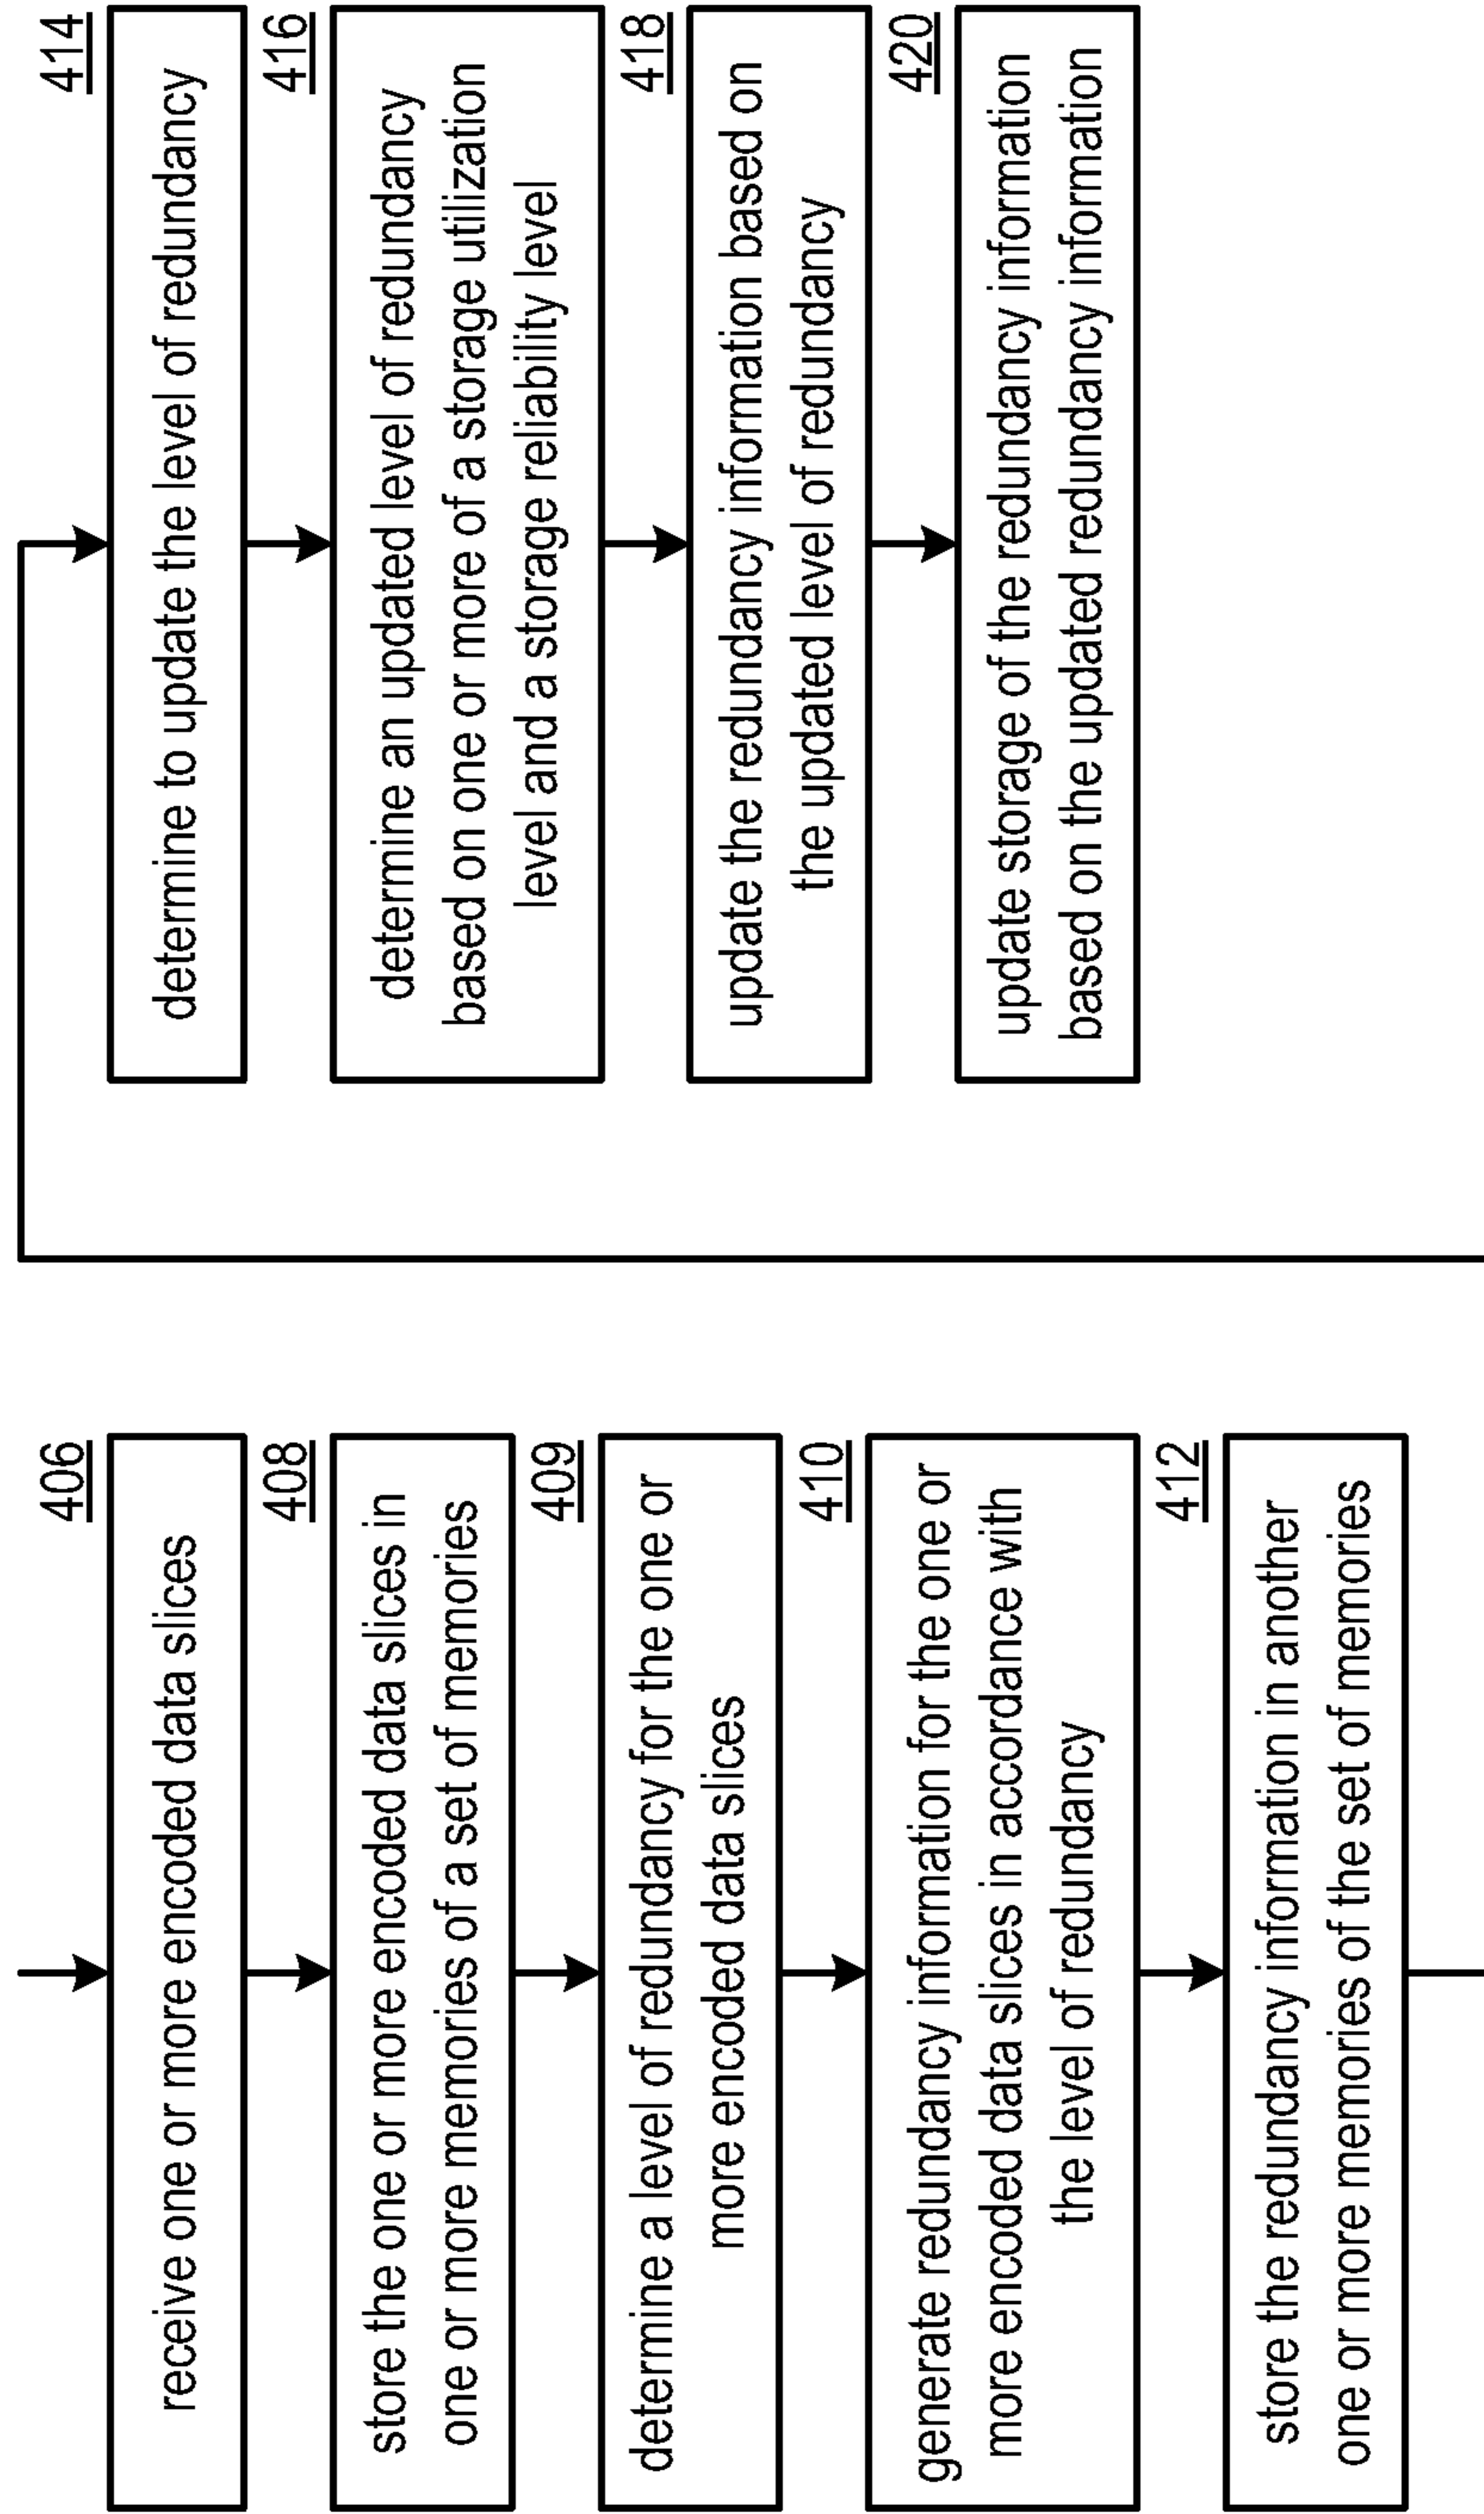 406
receive one or more encoded data slices
408
store the one or more encoded data slices in
one or more memories of a set of memories
409
determine a level of redundancy for the one or
more encoded data slices
410
generate redundancy information for the one or
more encoded data slices in accordance with
the level of redundancy
412
store the redundancy information in another
one or more memories of the set of memories
414
determine to update the level of redundancy
416
determine an updated level of redundancy
based on one or more of a storage utilization
level and a storage reliability level
418
update the redundancy information based on
the updated level of redundancy
420
update storage of the redundancy information
based on the updated redundancy information